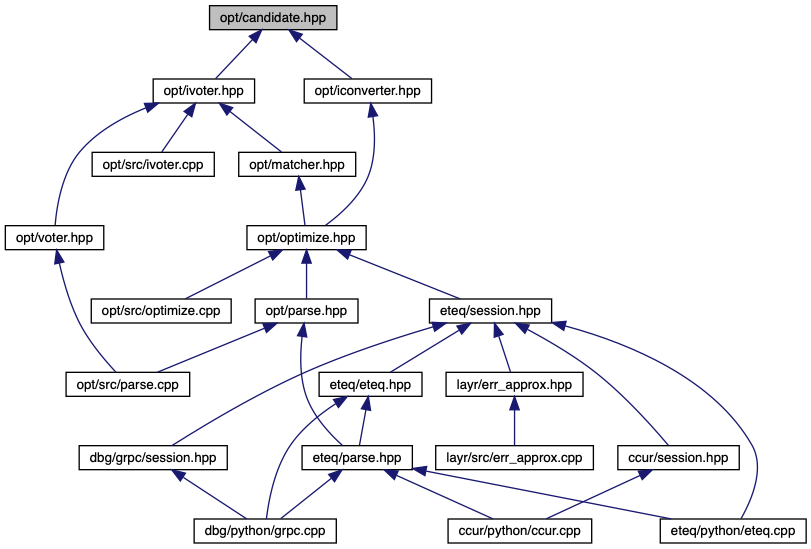 opt/candidate.hpp
opt/ivoter.hpp
opt/iconverter.hpp
opt/src/ivoter.cpp
opt/matcher.hpp
opt/voter.hpp
opt/optimize.hpp
opt/src/optimize.cpp
opt/parse.hpp
eteq/session.hpp
opt/src/parse.cpp
eteq/eteq.hpp
layr/err_approx.hpp
dbg/grpc/session.hpp
eteq/parse.hpp
layr/src/err_approx.cpp
ccur/session.hpp
dbg/python/grpc.cpp
ccur/python/ccur.cpp
eteq/python/eteq.cpp